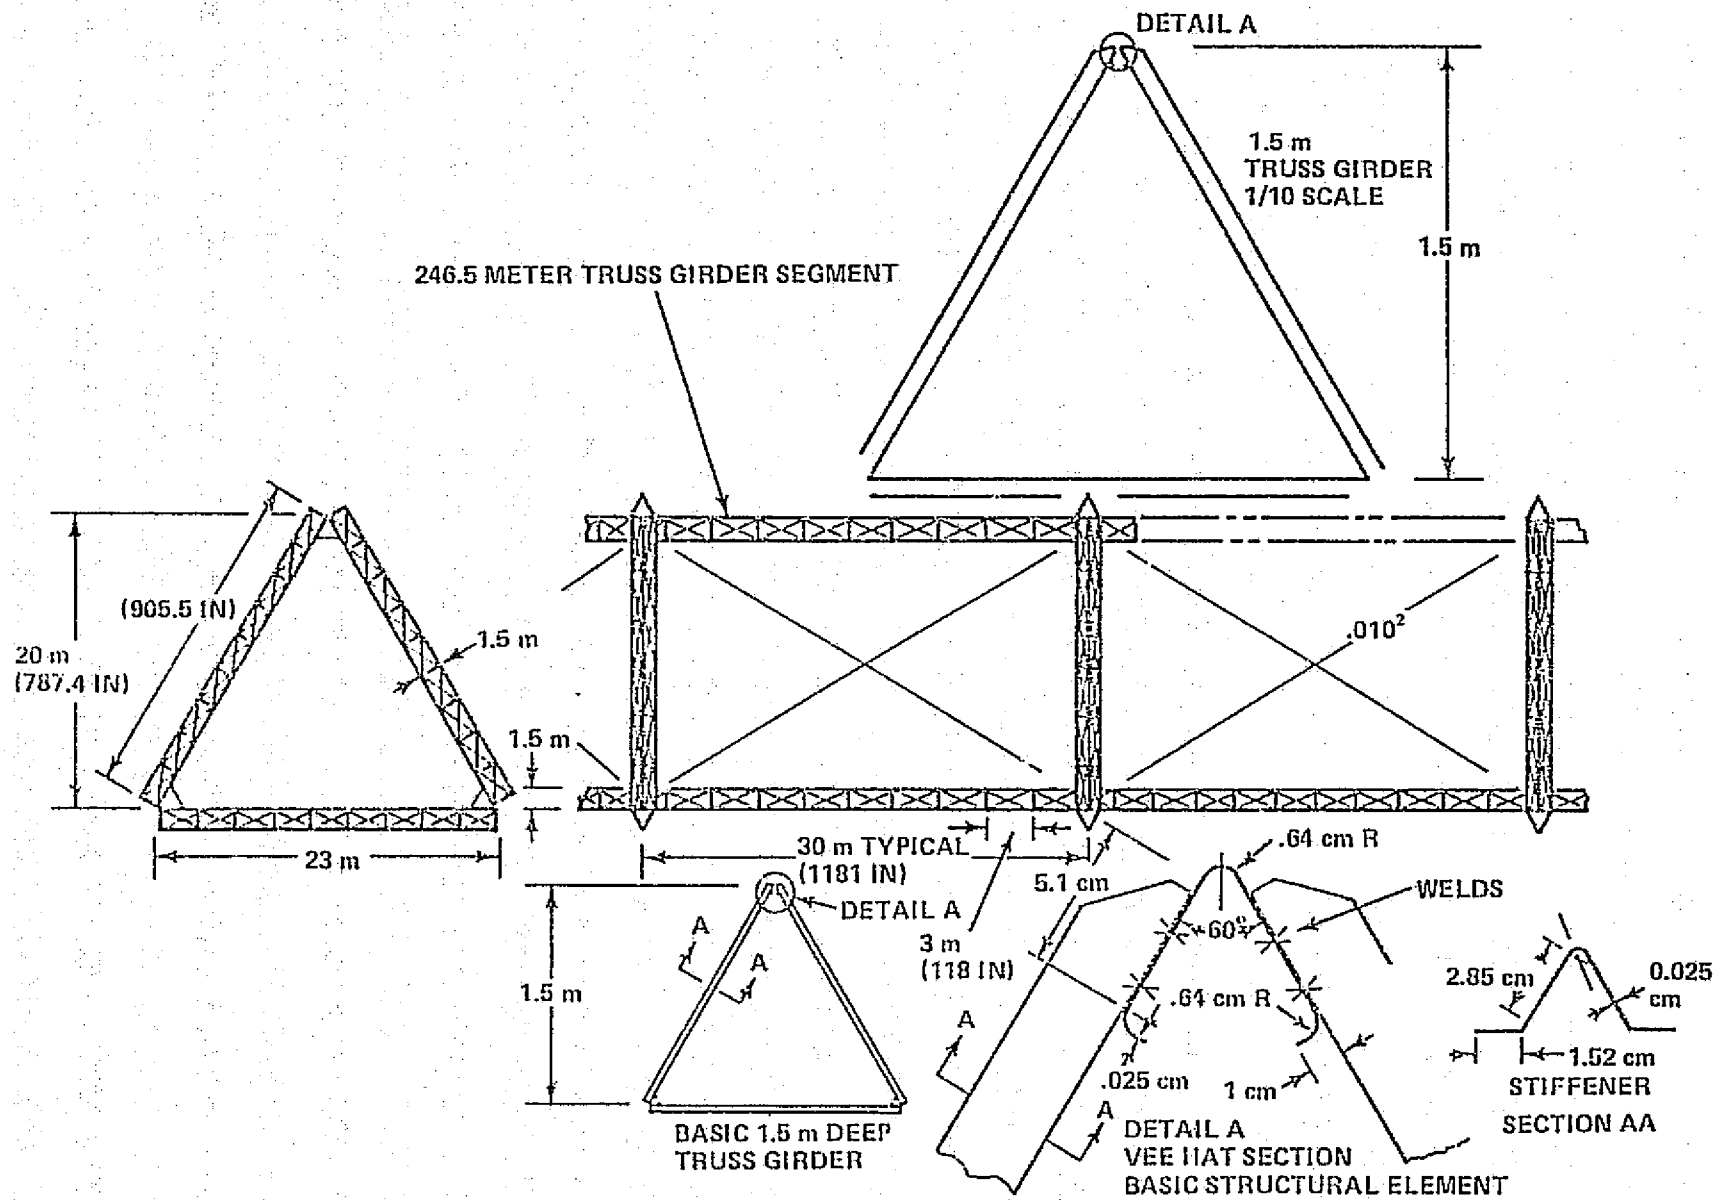 DETAIL A
1.5 m
TRUSS GIRDER
1/10 SCALE
1.5 m
246.5 METER TRUSS GIRDER SEGMENT
(905.5 IN)
20 m
(787.4 IN)
1.5 m
.010²
1.5 m
23 m
30 m TYPICAL
(1181 IN)
5.1 cm
.64 cm R
DETAIL A
WELDS
A
A
3 m
(118 IN)
60°
2.85 cm
0.025
cm
1.5 m
.64 cm R
A
.025 cm
1 cm
1.52 cm
STIFFENER
SECTION AA
A
BASIC 1.5 m DEEP
TRUSS GIRDER
DETAIL A
VEE HAT SECTION
BASIC STRUCTURAL ELEMENT